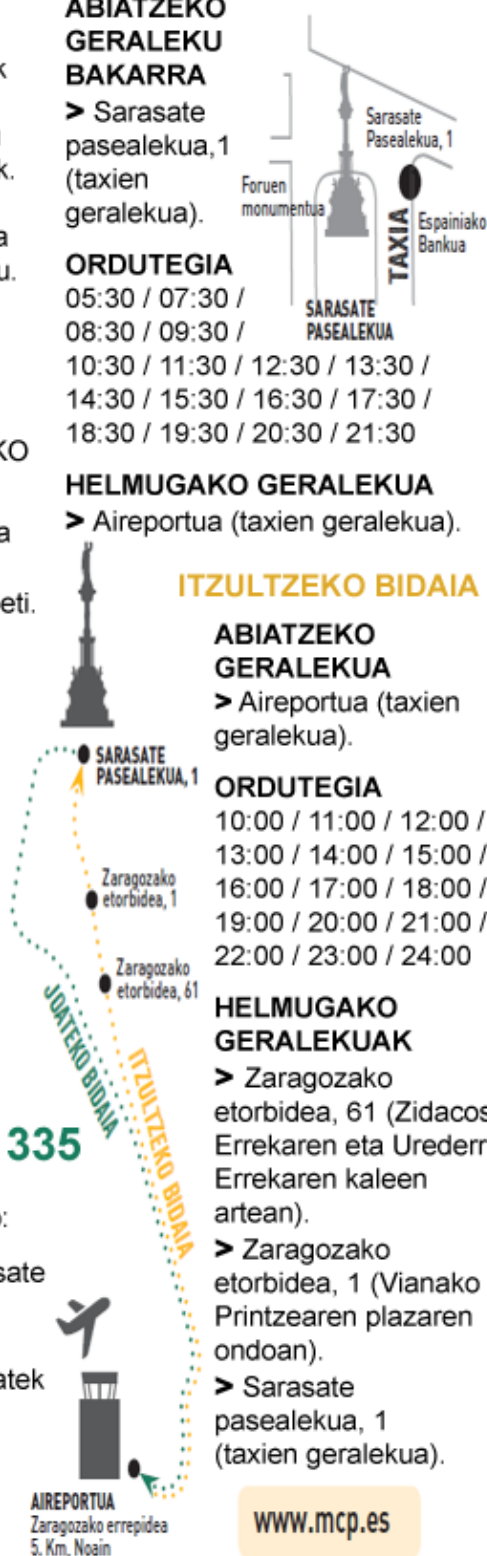 ABIATZEKO
GERALEKU
BAKARRA
> Sarasate
pasealekua,1
(taxien
geralekua).
Sarasate
Pasealekua, 1
Foruen
monumentua
TAXIA
Espainiako
Bankua
SARASATE
PASEALEKUA
ORDUTEGIA
05:30 / 07:30 /
08:30 / 09:30 /
10:30 / 11:30 / 12:30 / 13:30 /
14:30 / 15:30 / 16:30 / 17:30 /
18:30 / 19:30 / 20:30 / 21:30
HELMUGAKO GERALEKUA
> Aireportua (taxien geralekua).
ITZULTZEKO BIDAIA
ABIATZEKO
GERALEKUA
> Aireportua (taxien
geralekua).
ORDUTEGIA
10:00 / 11:00 / 12:00 /
13:00 / 14:00 / 15:00 /
16:00 / 17:00 / 18:00 /
19:00 / 20:00 / 21:00 /
22:00 / 23:00 / 24:00
HELMUGAKO
GERALEKUAK
> Zaragozako
etorbidea, 61 (Zidacos
Errekaren eta Urederr
Errekaren kaleen
artean).
> Zaragozako
etorbidea, 1 (Vianako
Printzearen plazaren
ondoan).
> Sarasate
pasealekua, 1
(taxien geralekua).
www.mcp.es
SARASATE
PASEALEKUA, 1
Zaragozako
etorbidea, 1
Zaragozako
etorbidea, 61
JOATEKO BIDAIA
ITZULTZEKO BIDAIA
AIREPORTUA
Zaragozako errepidea
5. Km. Noain
k
k.
a
u.
KO
a
eti.
335
:
sate
atek